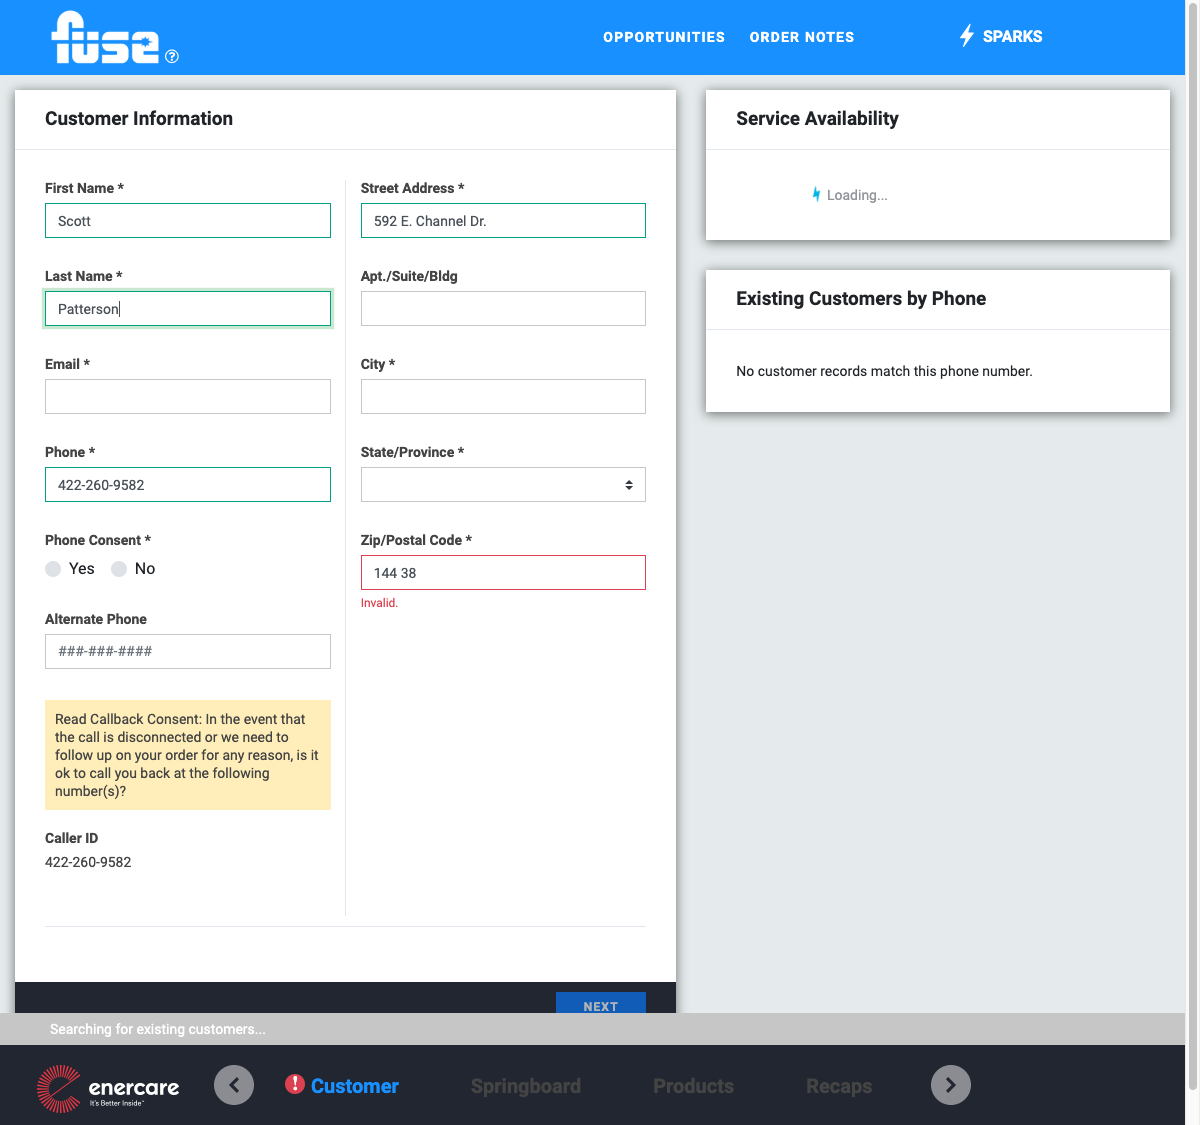 fuse ?
OPPORTUNITIES
ORDER NOTES
SPARKS
Customer Information
First Name *
Scott
Last Name *
Patterson
Email *
Phone *
422-260-9582
Phone Consent *
Yes
No
Alternate Phone
###-###-####
Read Callback Consent: In the event that
the call is disconnected or we need to
follow up on your order for any reason, is it
ok to call you back at the following
number(s)?
Caller ID
422-260-9582
Street Address *
592 E. Channel Dr.
Apt./Suite/Bldg
City *
State/Province *
Zip/Postal Code *
144 38
Invalid.
NEXT
Service Availability
Loading...
Existing Customers by Phone
No customer records match this phone number.
Searching for existing customers...
enercare
It's Better Inside™
Customer
Springboard
Products
Recaps